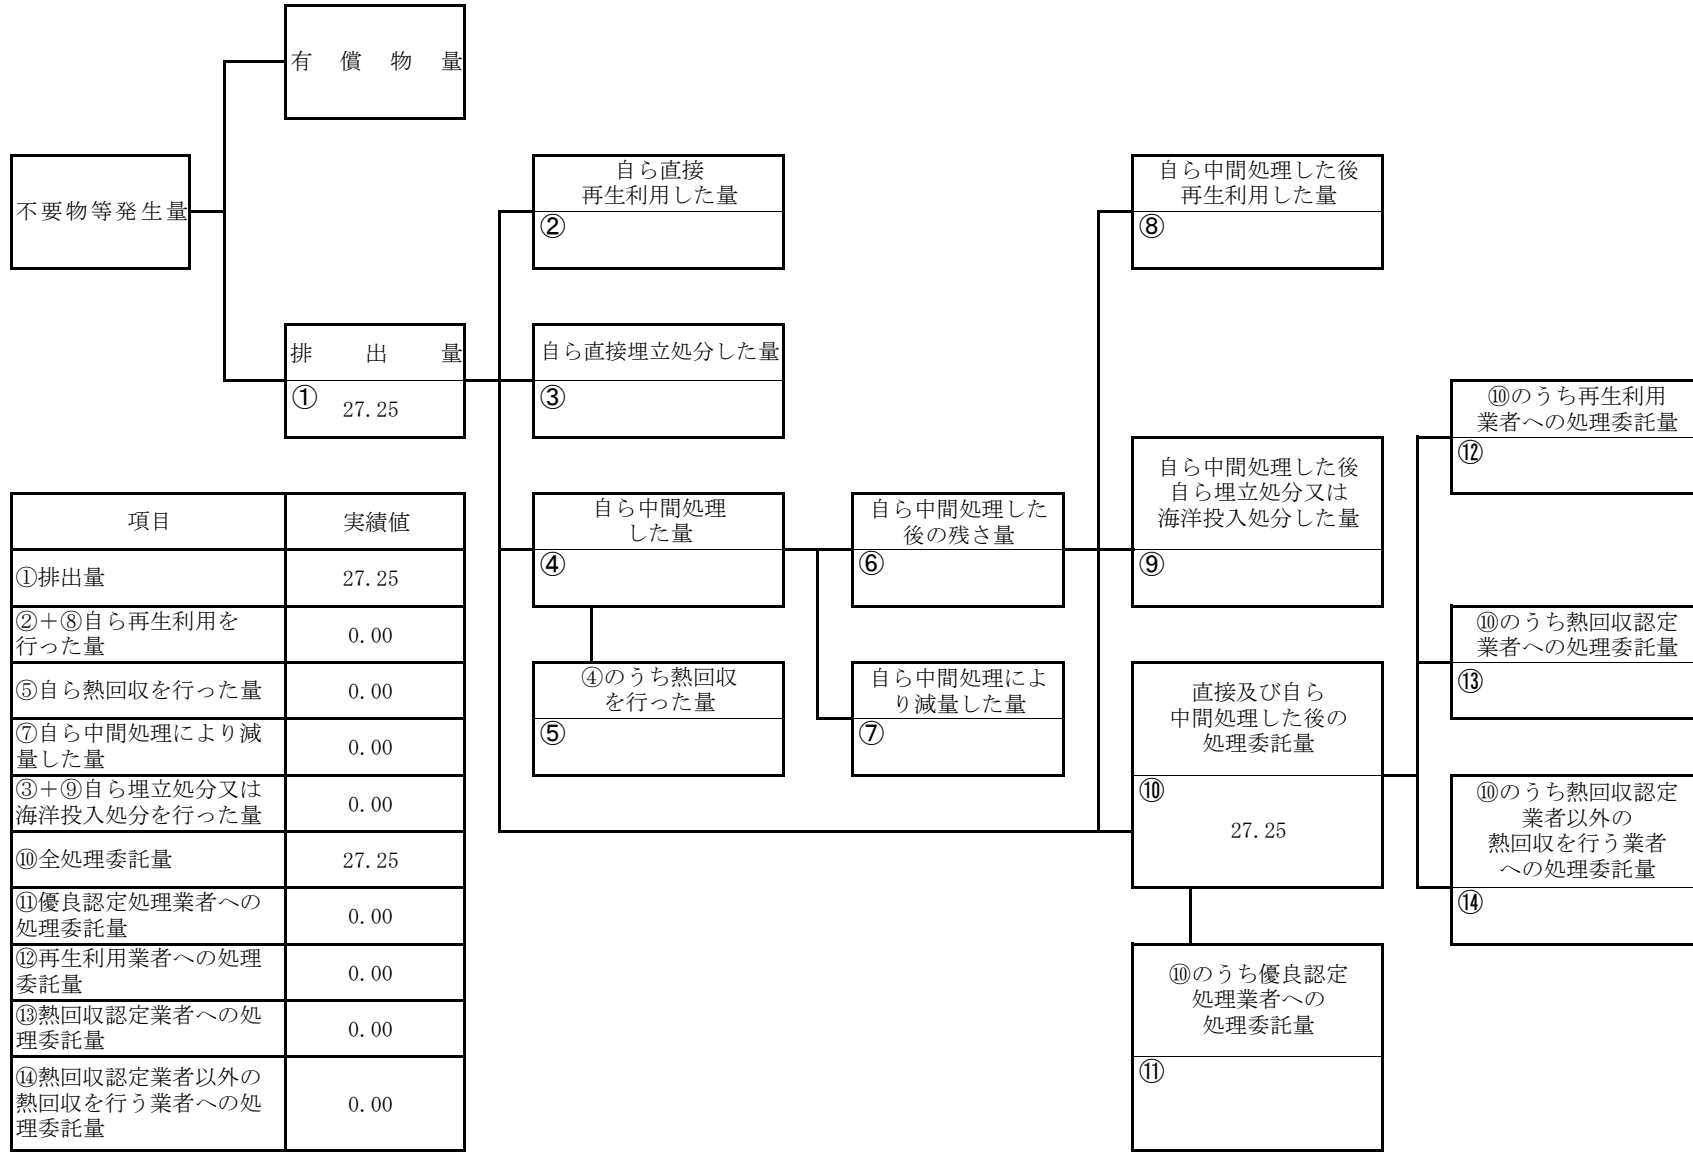 有償物量
不要物等発生量
排出量
①
27.25
自ら直接
再生利用した量
②
自ら直接埋立処分した量
③
自ら中間処理
した量
④
④のうち熱回収
を行った量
⑤
自ら中間処理した
後の残さ量
⑥
自ら中間処理によ
り減量した量
⑦
自ら中間処理した後
再生利用した量
⑧
自ら中間処理した後
自ら埋立処分又は
海洋投入処分した量
⑨
直接及び自ら
中間処理した後の
処理委託量
⑩
27.25
⑩のうち優良認定
処理業者への
処理委託量
⑪
⑩のうち再生利用
業者への処理委託量
⑫
⑩のうち熱回収認定
業者への処理委託量
⑬
⑩のうち熱回収認定
業者以外の
熱回収を行う業者
への処理委託量
⑭
項目 実績値
①排出量 27.25
②＋⑧自ら再生利用を
行った量 0.00
⑤自ら熱回収を行った量 0.00
⑦自ら中間処理により減
量した量 0.00
③＋⑨自ら埋立処分又は
海洋投入処分を行った量 0.00
⑩全処理委託量 27.25
⑪優良認定処理業者への
処理委託量 0.00
⑫再生利用業者への処理
委託量 0.00
⑬熱回収認定業者への処
理委託量 0.00
⑭熱回収認定業者以外の
熱回収を行う業者への処 0.00
理委託量